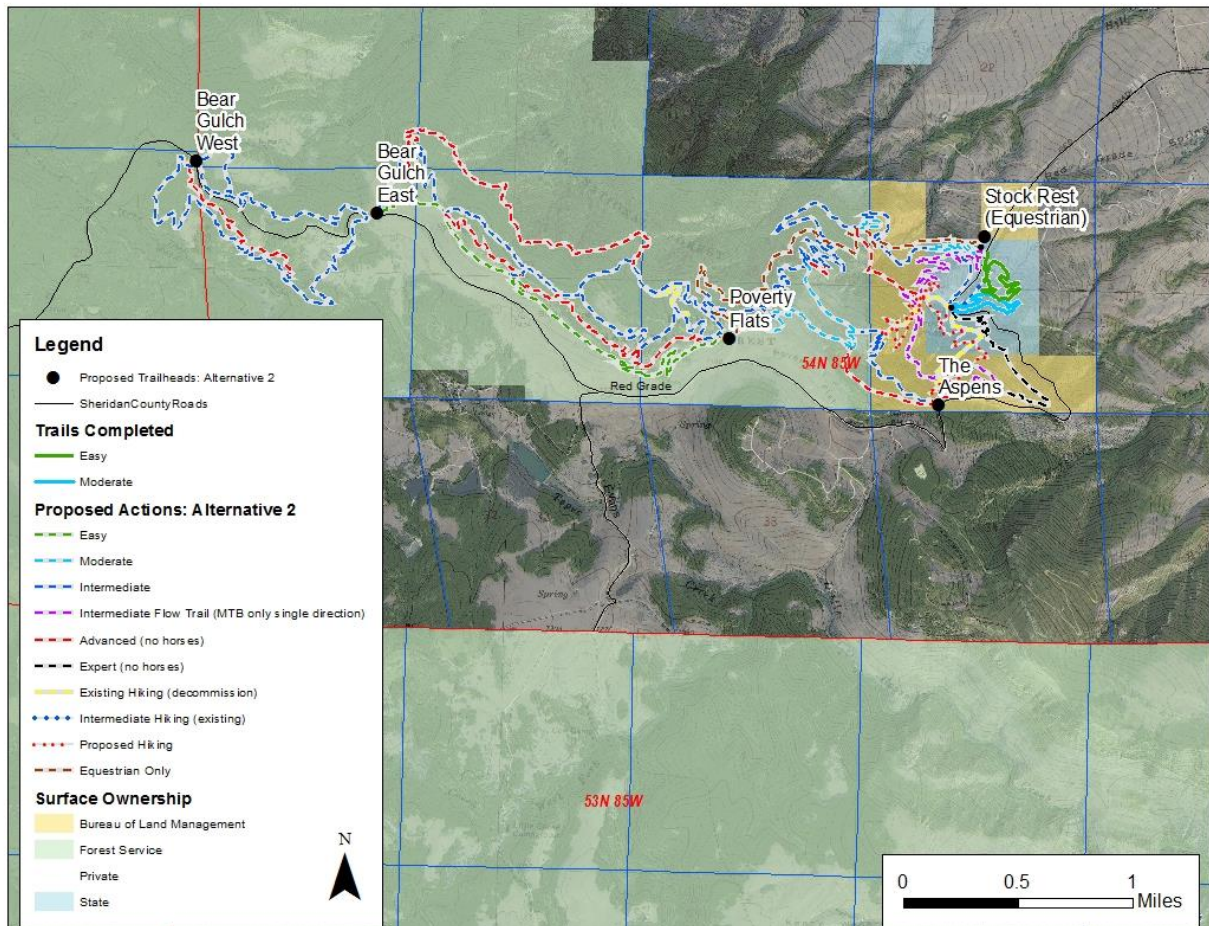 Bear
Gulch
West
Bear
Gulch
East
Stock Rest
(Equestrian)
Poverty
Flats
54N 85W
The
Aspens
Red Grade
Spring
Spring
33
53N 85W
Legend
Proposed Trailheads: Alternative 2
SheridanCountyRoads
Trails Completed
Easy
Moderate
Proposed Actions: Alternative 2
Easy
Moderate
Intermediate
Intermediate Flow Trail (MTB only single direction)
Advanced (no horses)
Expert (no horses)
Existing Hiking (decommission)
Intermediate Hiking (existing)
Proposed Hiking
Equestrian Only
Surface Ownership
Bureau of Land Management
Forest Service
Private
State
N
0 0.5 1
Miles